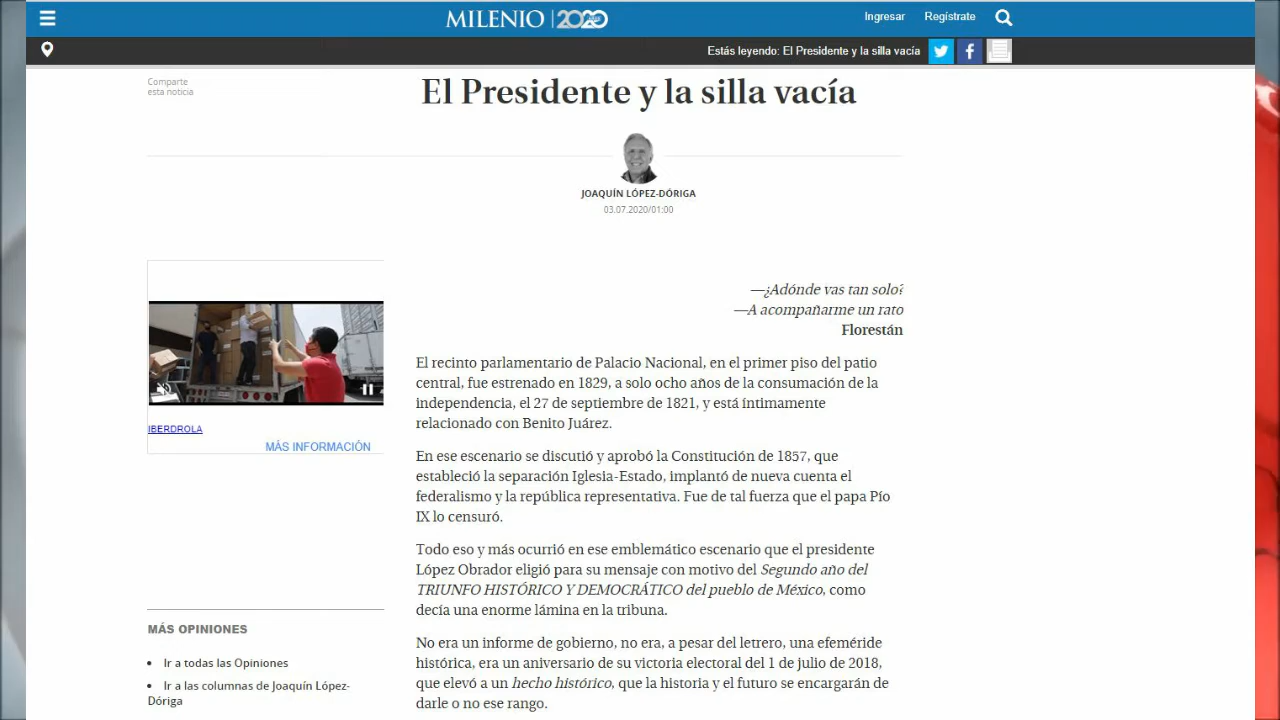 MILENIO 2020
Ingresar
Regístrate
Estás leyendo: El Presidente y la silla vacía
Comparte
esta noticia
El Presidente y la silla vacía
JOAQUÍN LÓPEZ-DÓRIGA
03.07.2020/01:00
—¿Adónde vas tan solo?
—A acompañarme un rato
Florestán
El recinto parlamentario de Palacio Nacional, en el primer piso del patio
central, fue estrenado en 1829, a solo ocho años de la consumación de la
independencia, el 27 de septiembre de 1821, y está íntimamente
relacionado con Benito Juárez.
En ese escenario se discutió y aprobó la Constitución de 1857, que
estableció la separación Iglesia-Estado, implantó de nueva cuenta el
federalismo y la república representativa. Fue de tal fuerza que el papa Pío
IX lo censuró.
Todo eso y más ocurrió en ese emblemático escenario que el presidente
López Obrador eligió para su mensaje con motivo del Segundo año del
TRIUNFO HISTÓRICO Y DEMOCRÁTICO del pueblo de México, como
decía una enorme lámina en la tribuna.
No era un informe de gobierno, no era, a pesar del letrero, una efeméride
histórica, era un aniversario de su victoria electoral del 1 de julio de 2018,
que elevó a un hecho histórico, que la historia y el futuro se encargarán de
darle o no ese rango.
IBERDROLA
MÁS INFORMACIÓN
MÁS OPINIONES
• Ir a todas las Opiniones
• Ir a las columnas de Joaquín López-
Dóriga